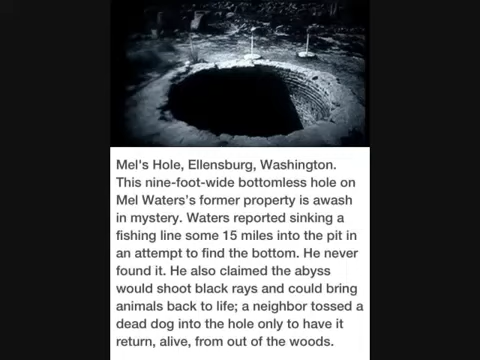 Mel's Hole, Ellensburg, Washington.
This nine-foot-wide bottomless hole on
Mel Waters's former property is awash
in mystery. Waters reported sinking a
fishing line some 15 miles into the pit in
an attempt to find the bottom. He never
found it. He also claimed the abyss
would shoot black rays and could bring
animals back to life; a neighbor tossed a
dead dog into the hole only to have it
return, alive, from out of the woods.